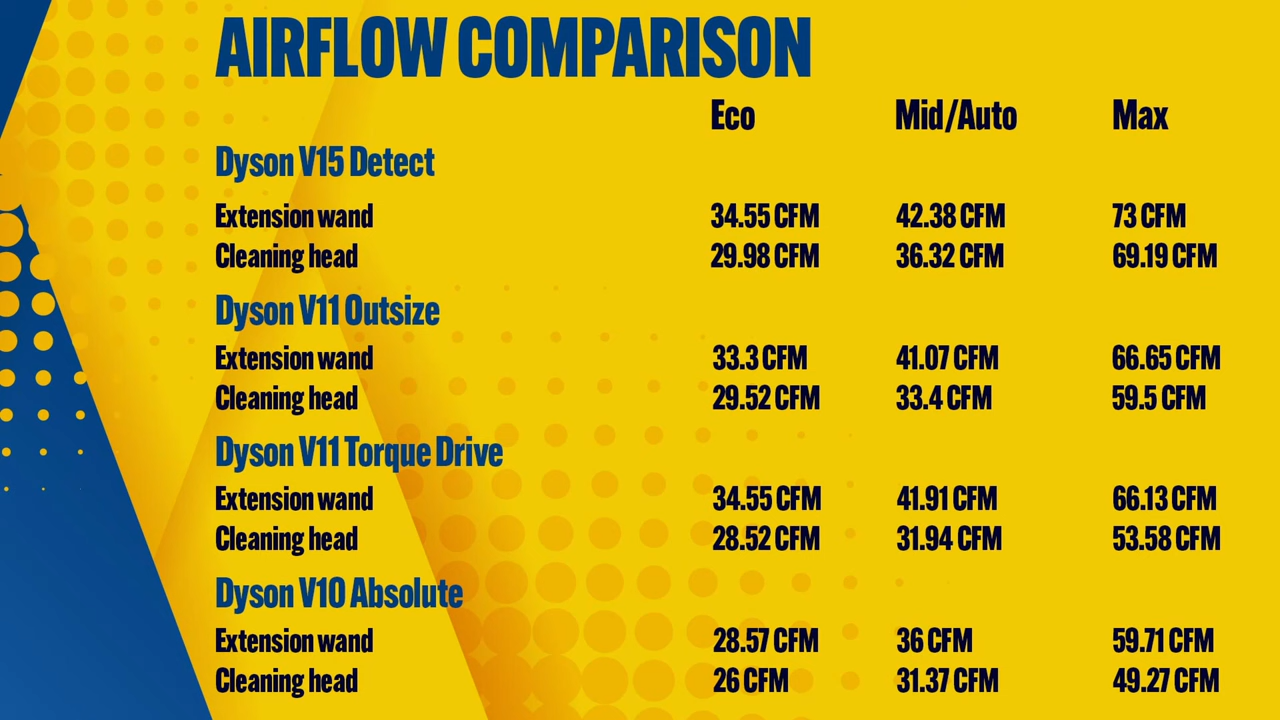 AIRFLOW COMPARISON
Eco Mid/Auto Max
Dyson V15 Detect
Extension wand 34.55 CFM 42.38 CFM 73 CFM
Cleaning head 29.98 CFM 36.32 CFM 69.19 CFM
Dyson V11 Outsize
Extension wand 33.3 CFM 41.07 CFM 66.65 CFM
Cleaning head 29.52 CFM 33.4 CFM 59.5 CFM
Dyson V11 Torque Drive
Extension wand 34.55 CFM 41.91 CFM 66.13 CFM
Cleaning head 28.52 CFM 31.94 CFM 53.58 CFM
Dyson V10 Absolute
Extension wand 28.57 CFM 36 CFM 59.71 CFM
Cleaning head 26 CFM 31.37 CFM 49.27 CFM